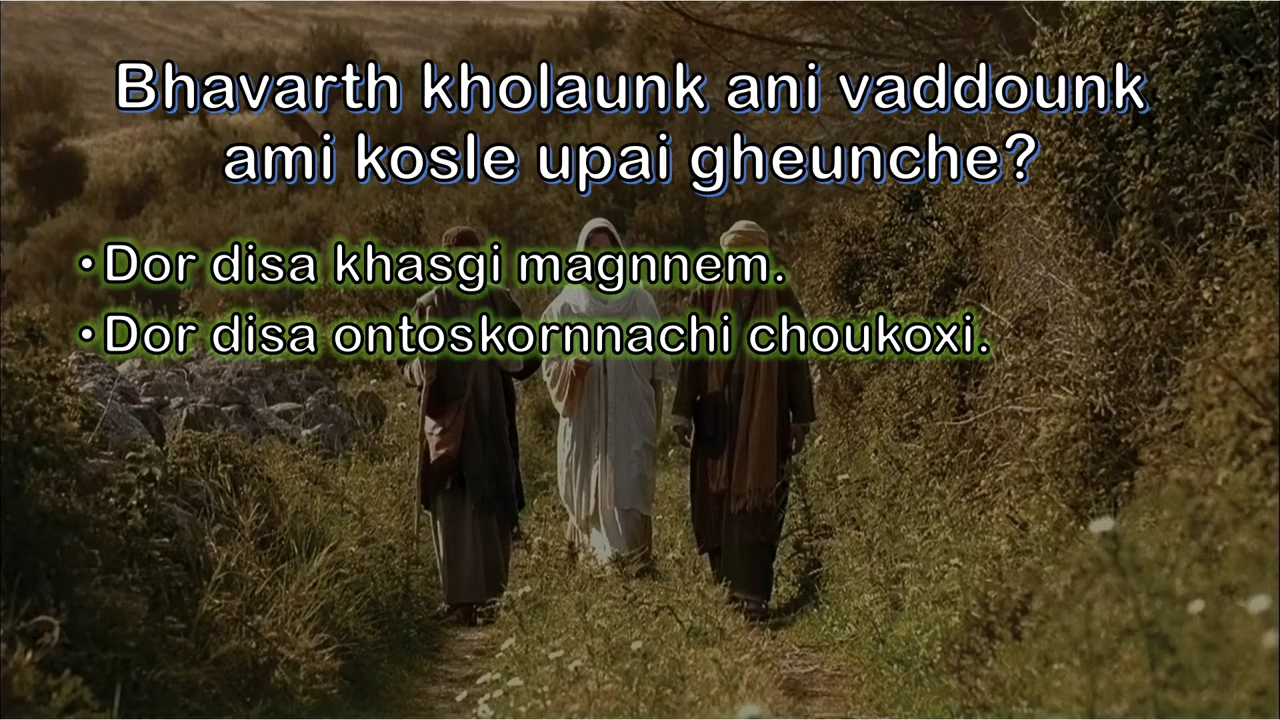 Bhavarth kholaunk ani vaddounk
ami kosle upai gheunche?
• Dor disa khasgi magnnem.
• Dor disa ontoskornnachi choukoxi.